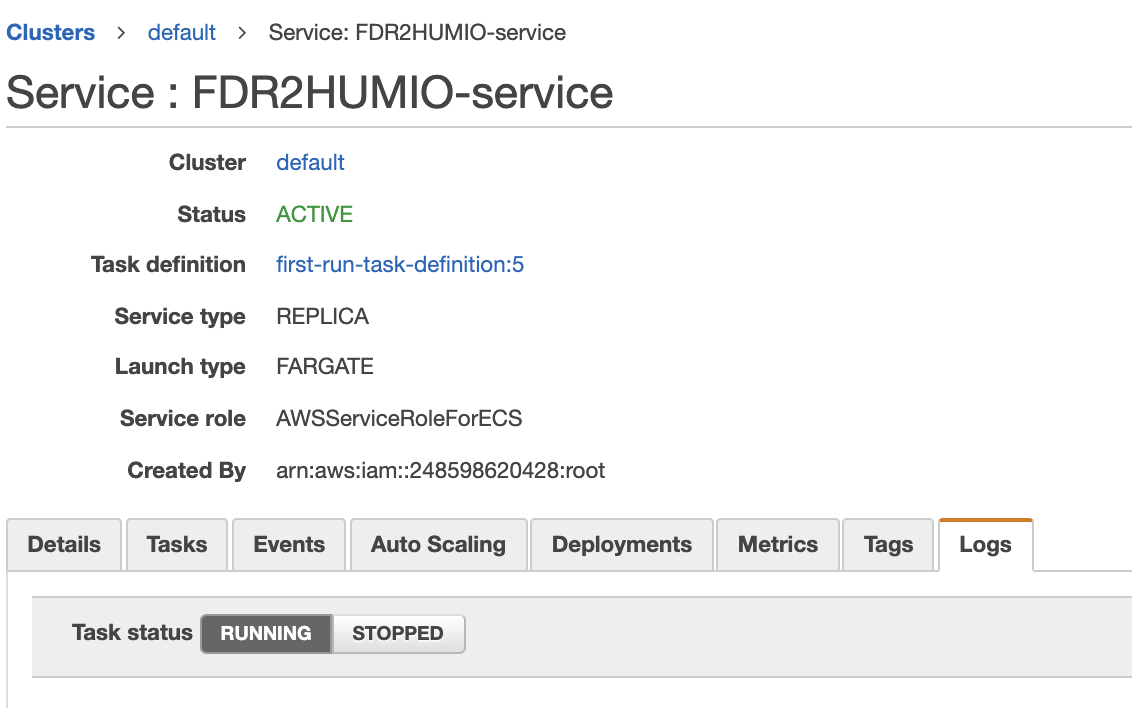 Clusters > default > Service: FDR2HUMIO-service
Service : FDR2HUMIO-service
Cluster default
Status ACTIVE
Task definition first-run-task-definition:5
Service type REPLICA
Launch type FARGATE
Service role AWSServiceRoleForECS
Created By arn:aws:iam::248598620428:root
Details Tasks Events Auto Scaling Deployments Metrics Tags Logs
Task status RUNNING STOPPED